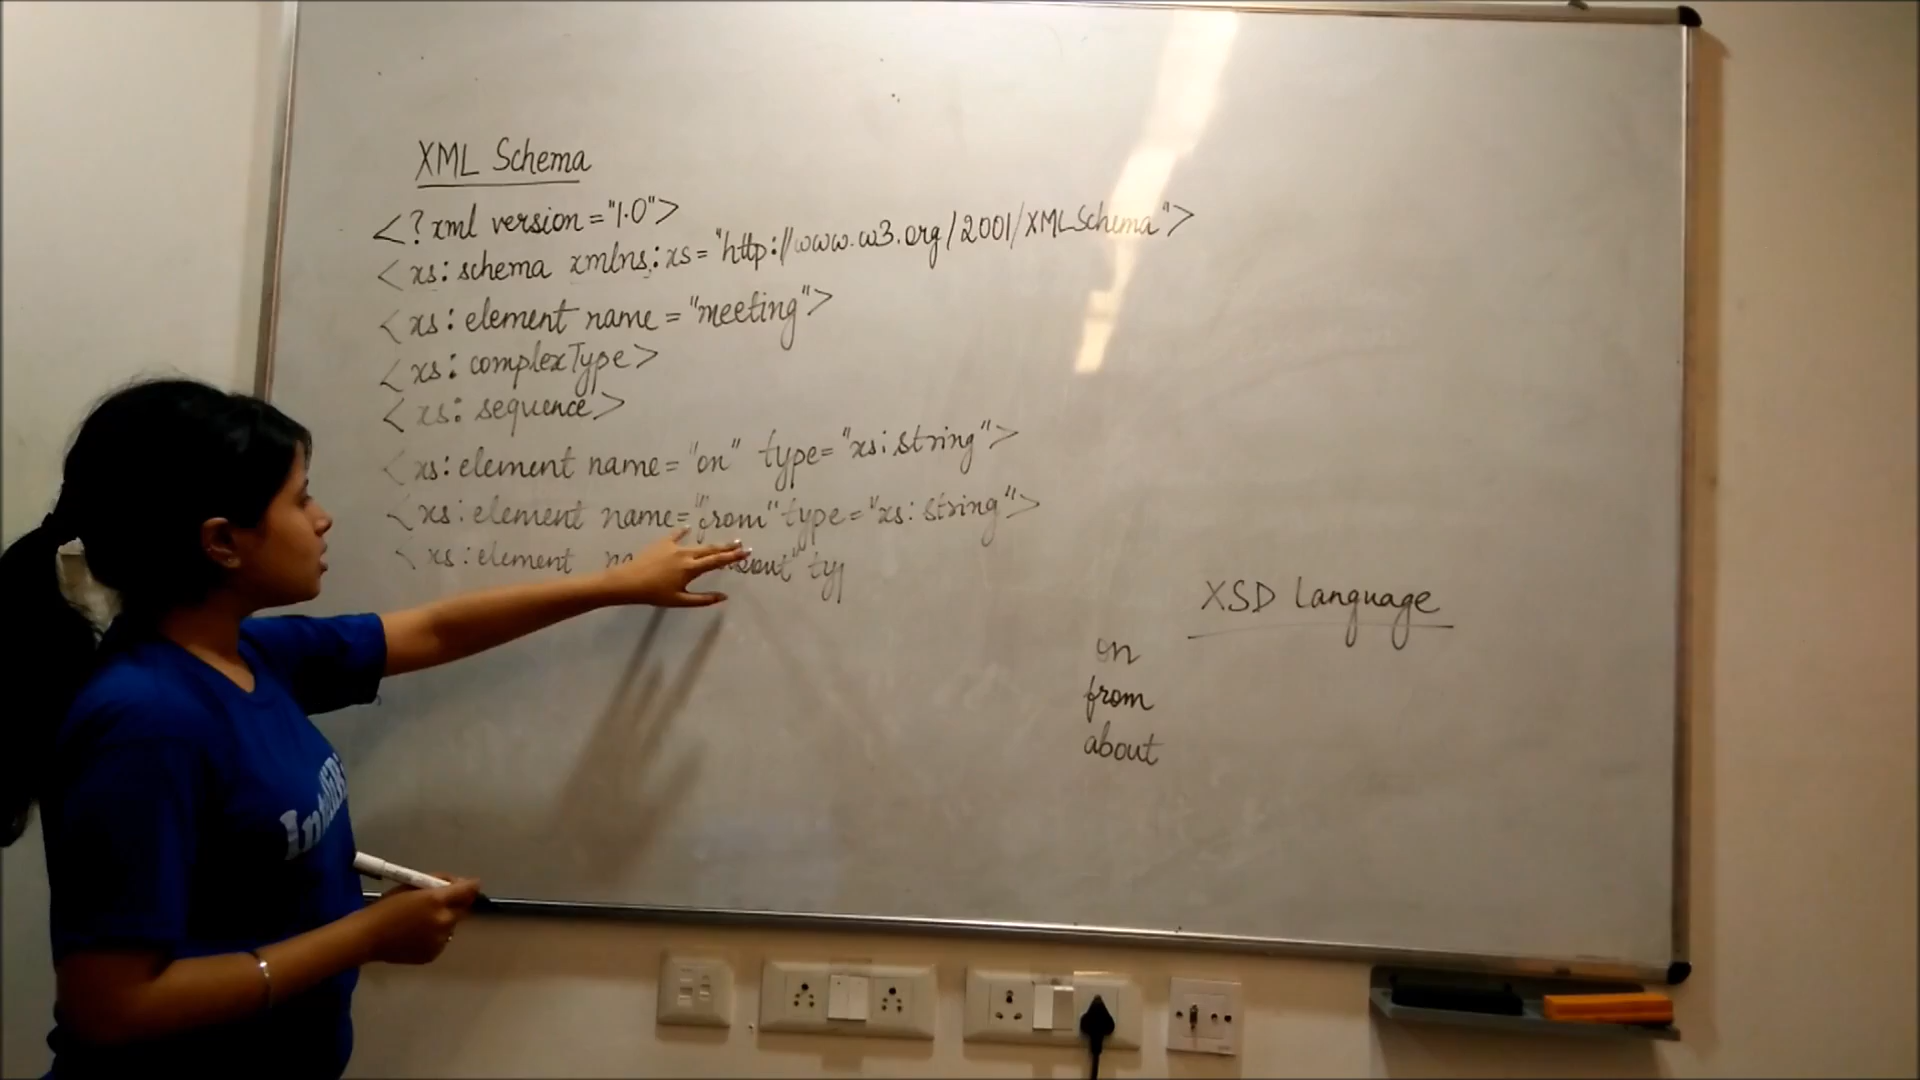 XML Schema
<?xml version="1.0">
<xs:schema xmlns:xs="http://www.w3.org/2001/XMLSchema">
<xs:element name="meeting">
<xs:complexType>
<xs:sequence>
<xs:element name="on" type="xs:string">
<xs:element name="from" type="xs:string">
<xs:element
XSD Language
on
from
about